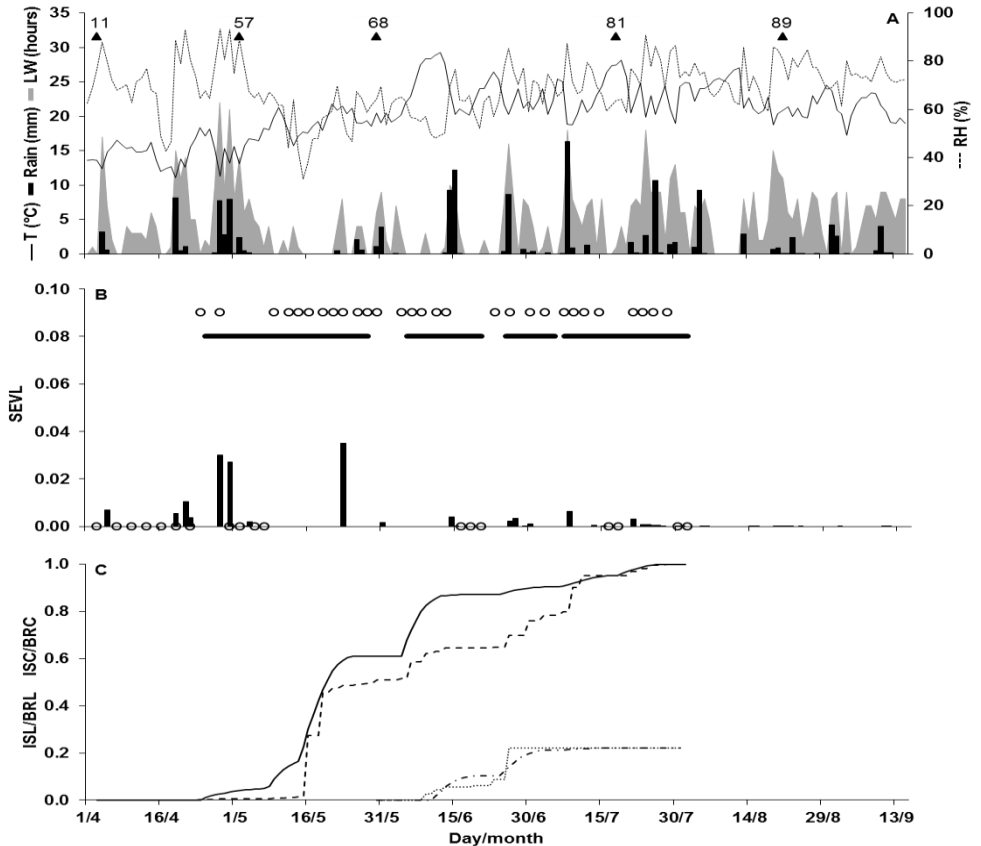 11 57 68 81 89
A
35 30 25 20 15 10 5 0
100 80 60 40 20 0
— T (°C) ■ Rain (mm) ■ LW (hours)
--- RH (%)
B
0.10 0.08 0.06 0.04 0.02 0.00
SEVL
C
1.0 0.8 0.6 0.4 0.2 0.0
ISL/BRL ISC/BRC
1/4 16/4 1/5 16/5 31/5 15/6 30/6 15/7 30/7 14/8 29/8 13/9
Day/month